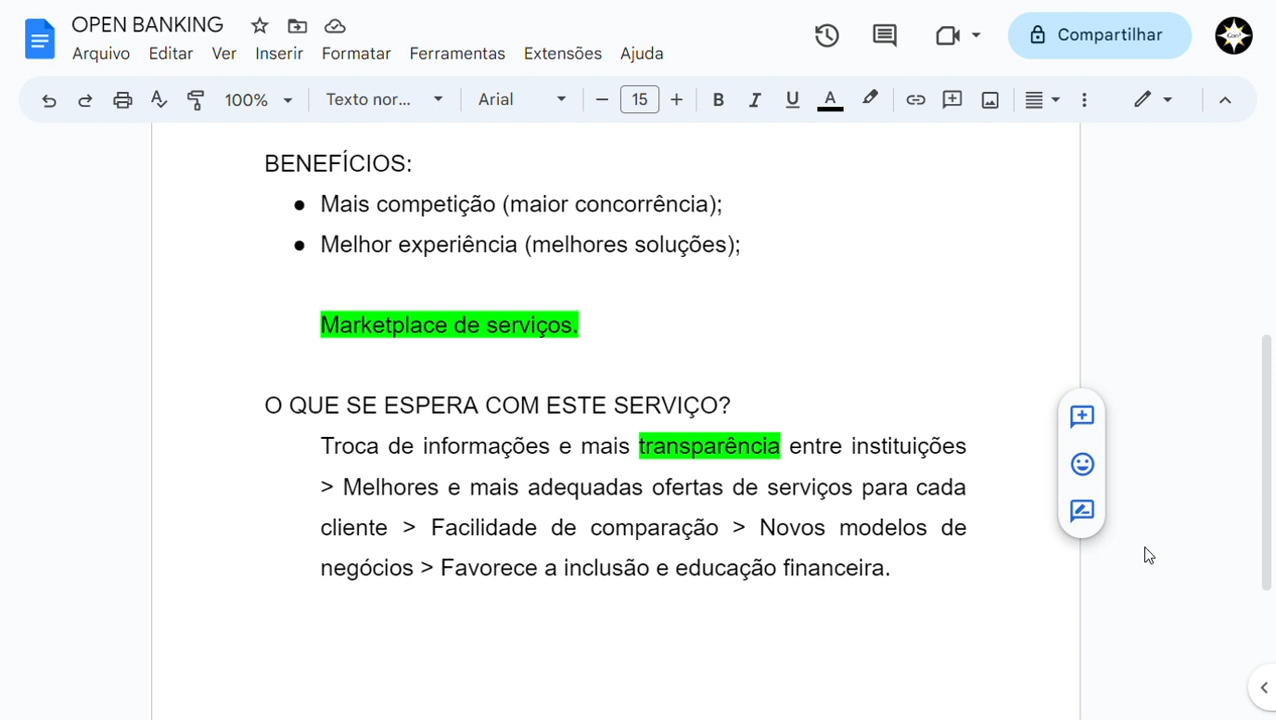 OPEN BANKING
Arquivo Editar Ver Inserir Formatar Ferramentas Extensões Ajuda
Compartilhar
100% Texto nor... Arial 15 B I U A
BENEFÍCIOS:
● Mais competição (maior concorrência);
● Melhor experiência (melhores soluções);
Marketplace de serviços.
O QUE SE ESPERA COM ESTE SERVIÇO?
Troca de informações e mais transparência entre instituições
> Melhores e mais adequadas ofertas de serviços para cada
cliente > Facilidade de comparação > Novos modelos de
negócios > Favorece a inclusão e educação financeira.